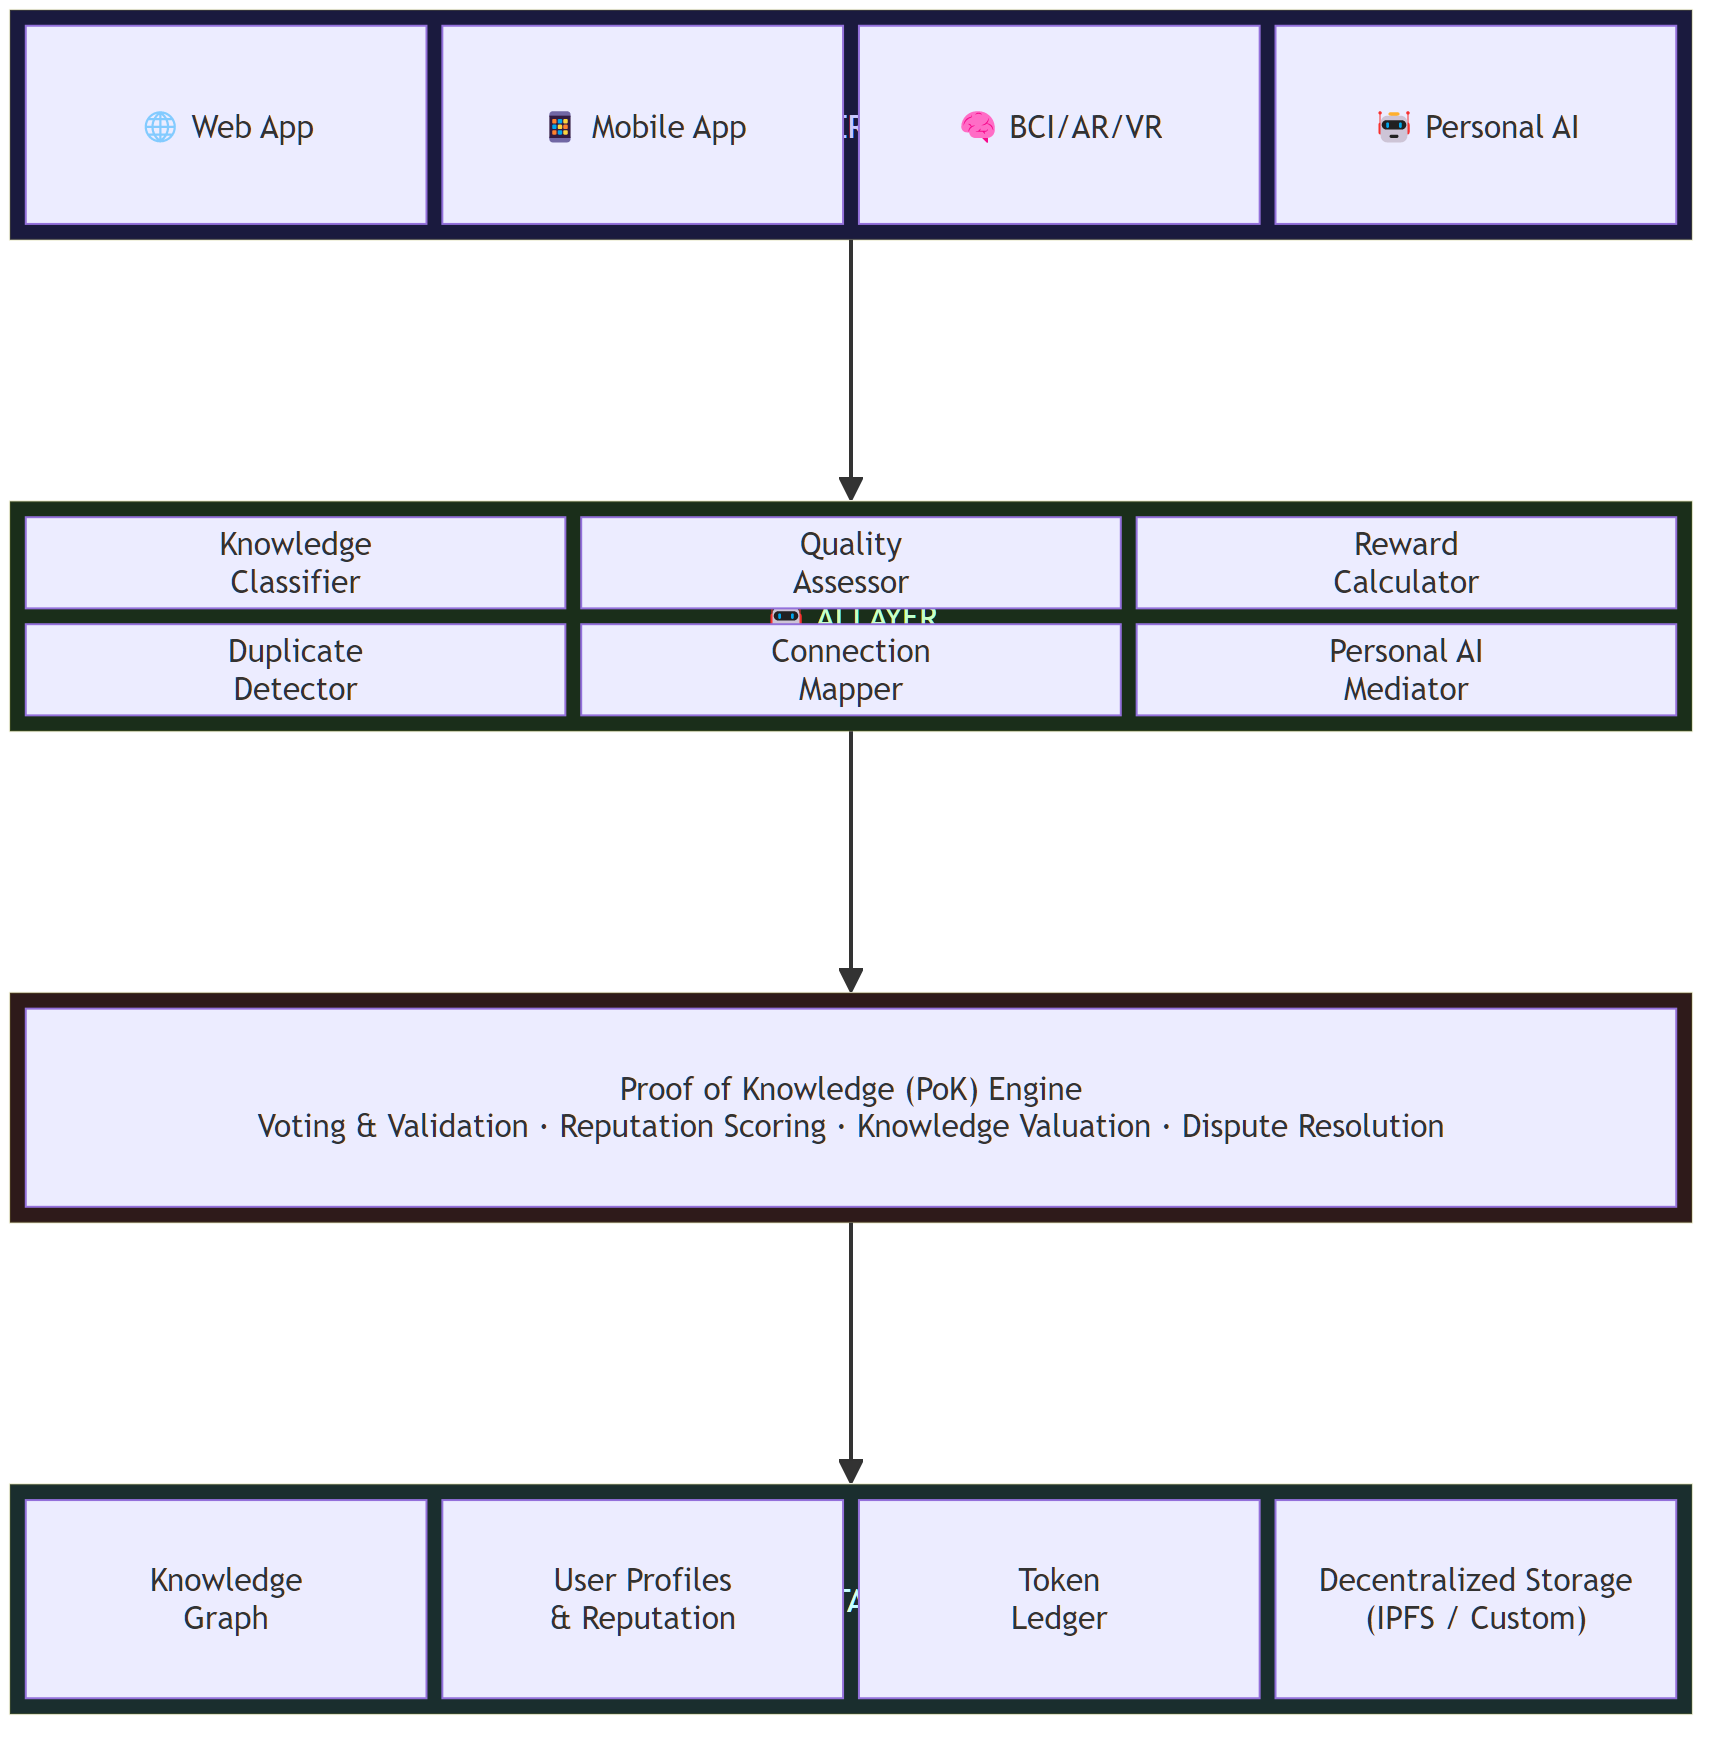 🌐 Web App
📱 Mobile App
🧠 BCI/AR/VR
🤖 Personal AI
Knowledge
Classifier
Quality
Assessor
Reward
Calculator
🤖 AI LAYER
Duplicate
Detector
Connection
Mapper
Personal AI
Mediator
Proof of Knowledge (PoK) Engine
Voting & Validation · Reputation Scoring · Knowledge Valuation · Dispute Resolution
Knowledge
Graph
User Profiles
& Reputation
Token
Ledger
Decentralized Storage
(IPFS / Custom)